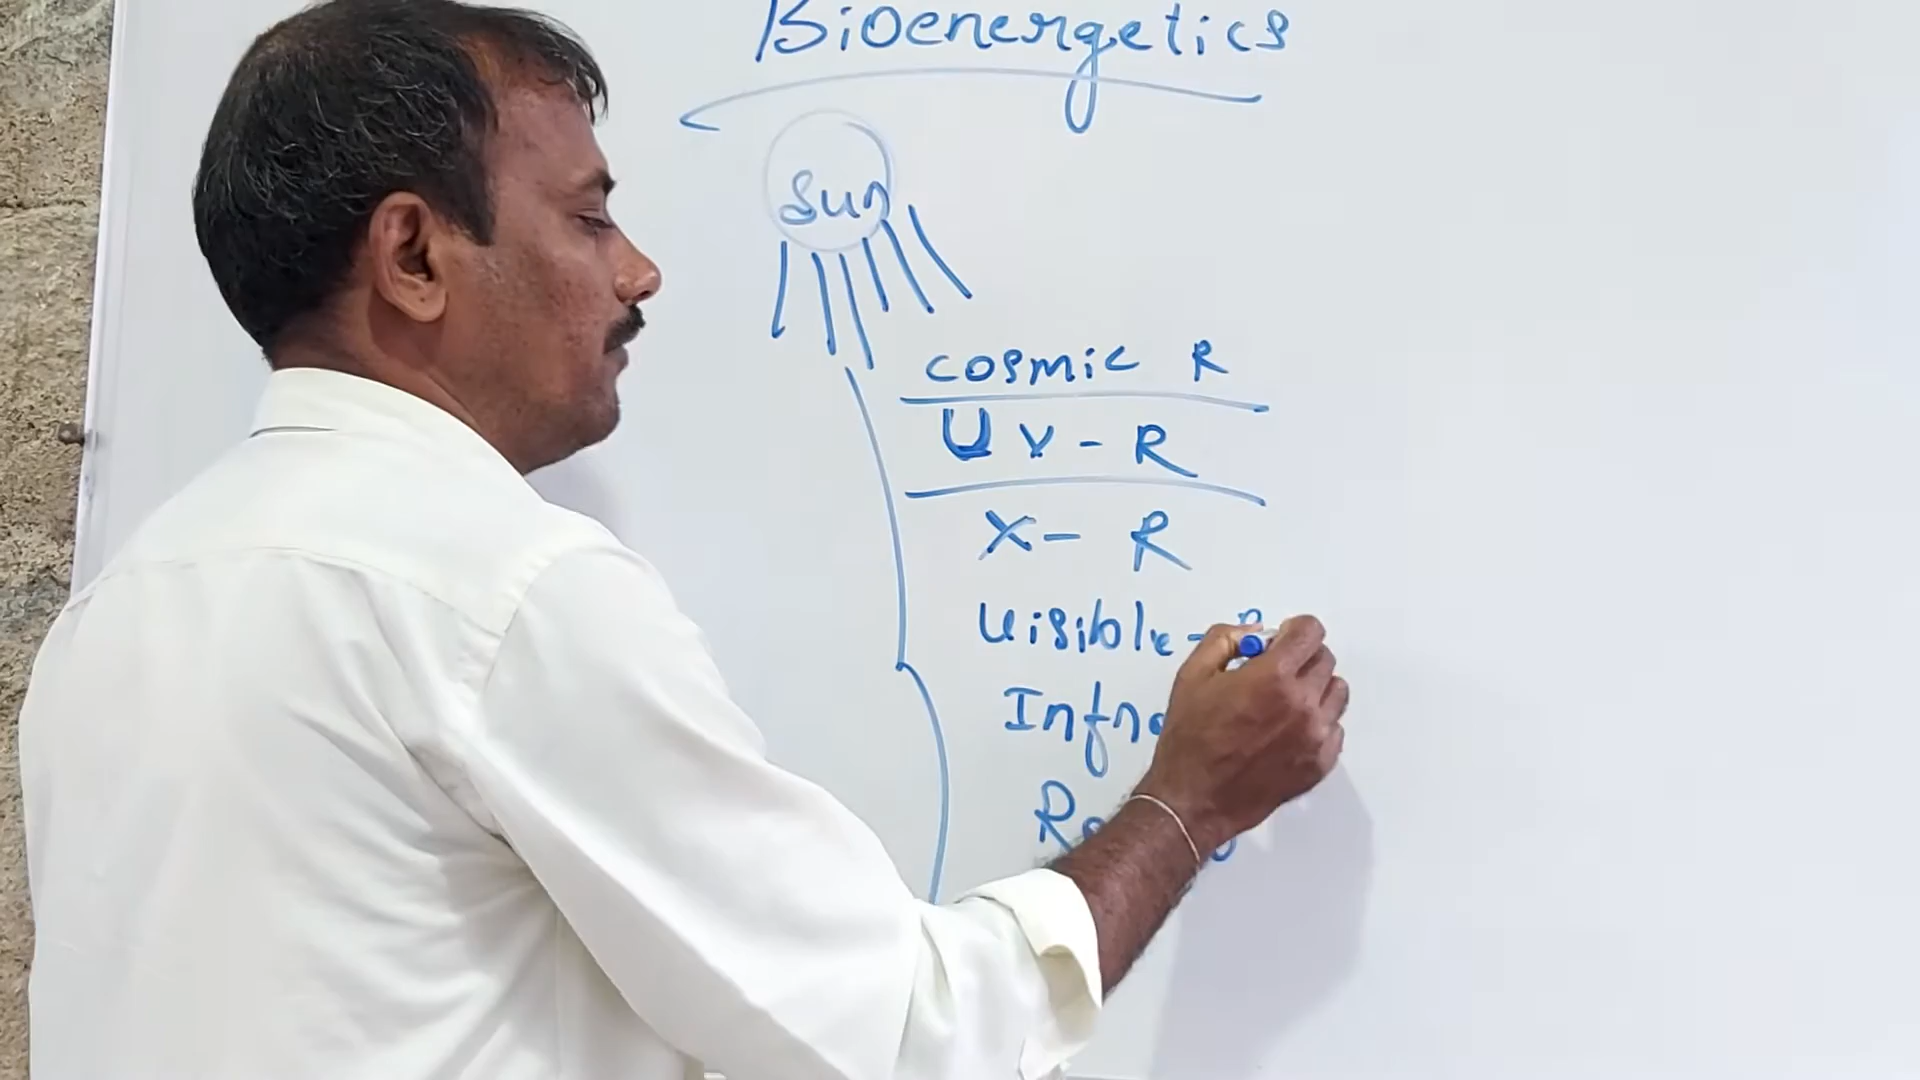 Bioenergetics
Sun
cosmic R
UV - R
X - R
Visible -